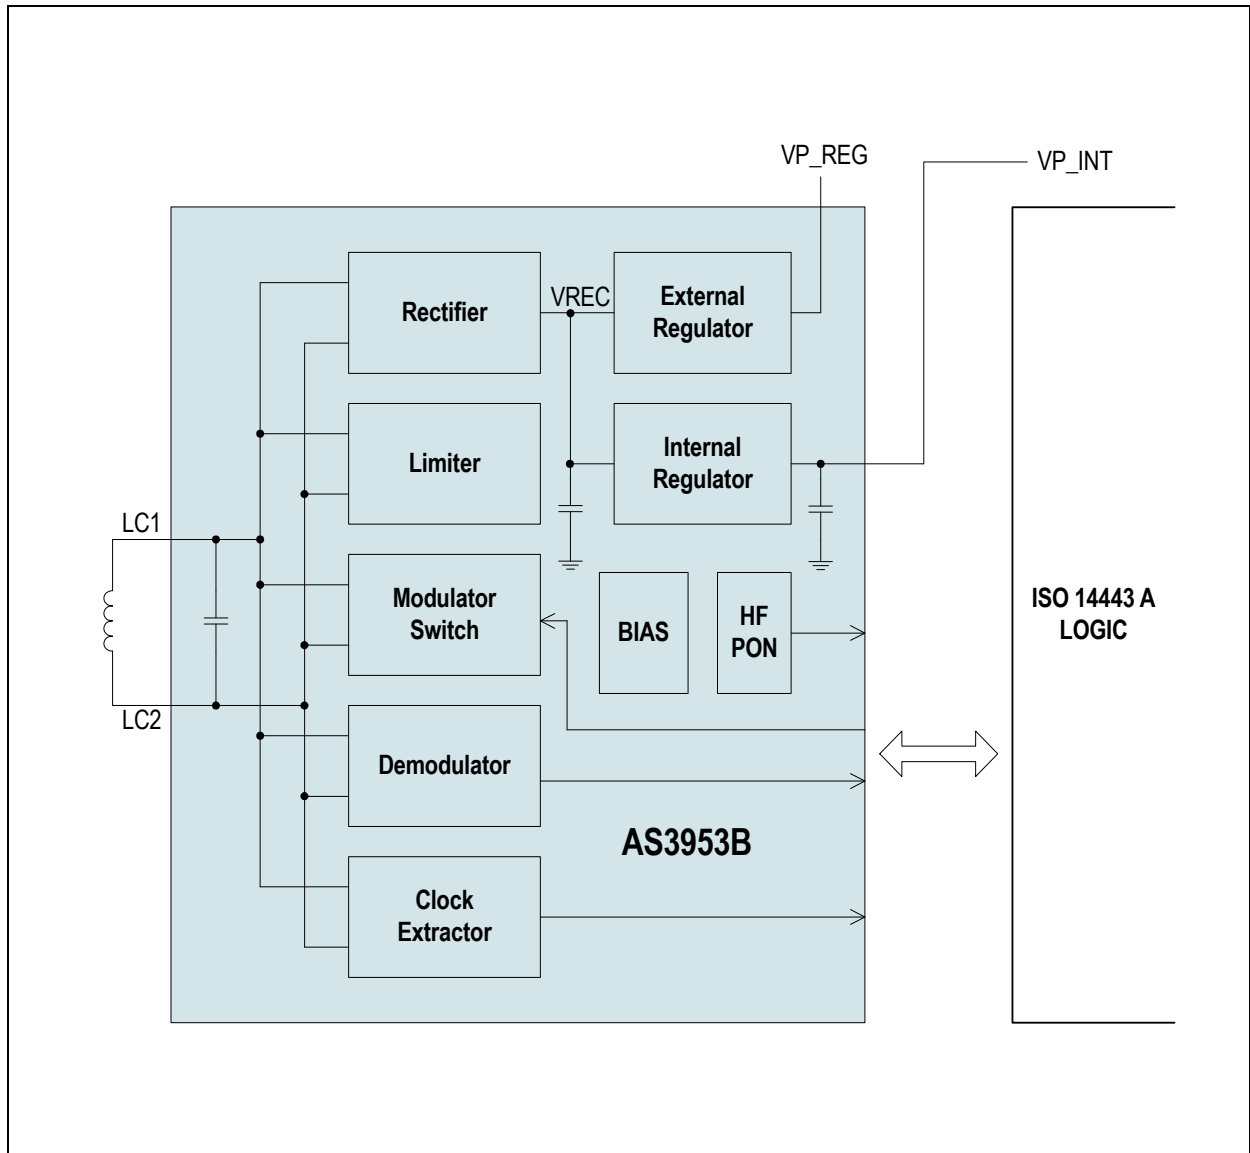 VP_REG
VP_INT
Rectifier
VREC
External
Regulator
Limiter
Internal
Regulator
LC1
Modulator
Switch
BIAS
HF
PON
ISO 14443 A
LOGIC
LC2
Demodulator
AS3953B
Clock
Extractor